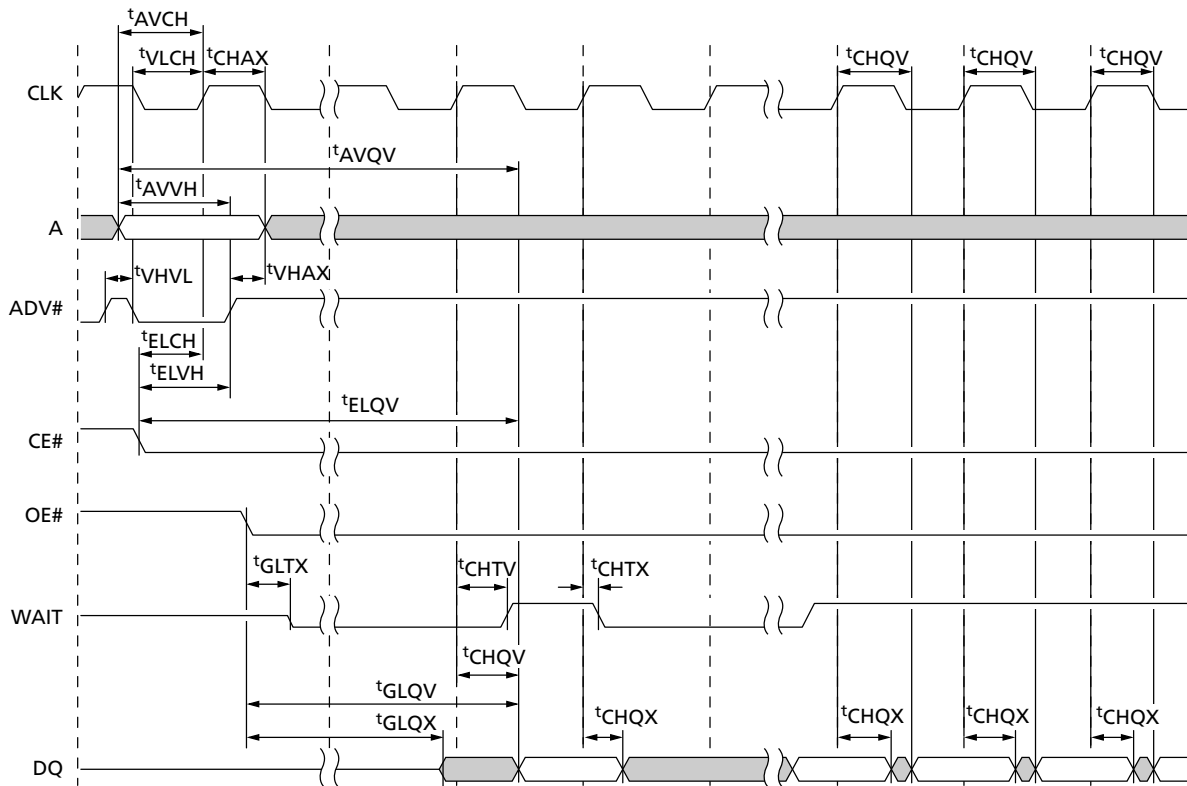 tAVCH
tVLCH tCHAX tCHQV tCHQV tCHQV
CLK
tAVQV
tAVVH
A
tVHVL tVHAX
ADV#
tELCH
tELVH
tELQV
CE#
OE#
tGLTX tCHTV tCHTX
WAIT
tCHQV
tGLQV
tGLQX tCHQX tCHQX tCHQX tCHQX
DQ